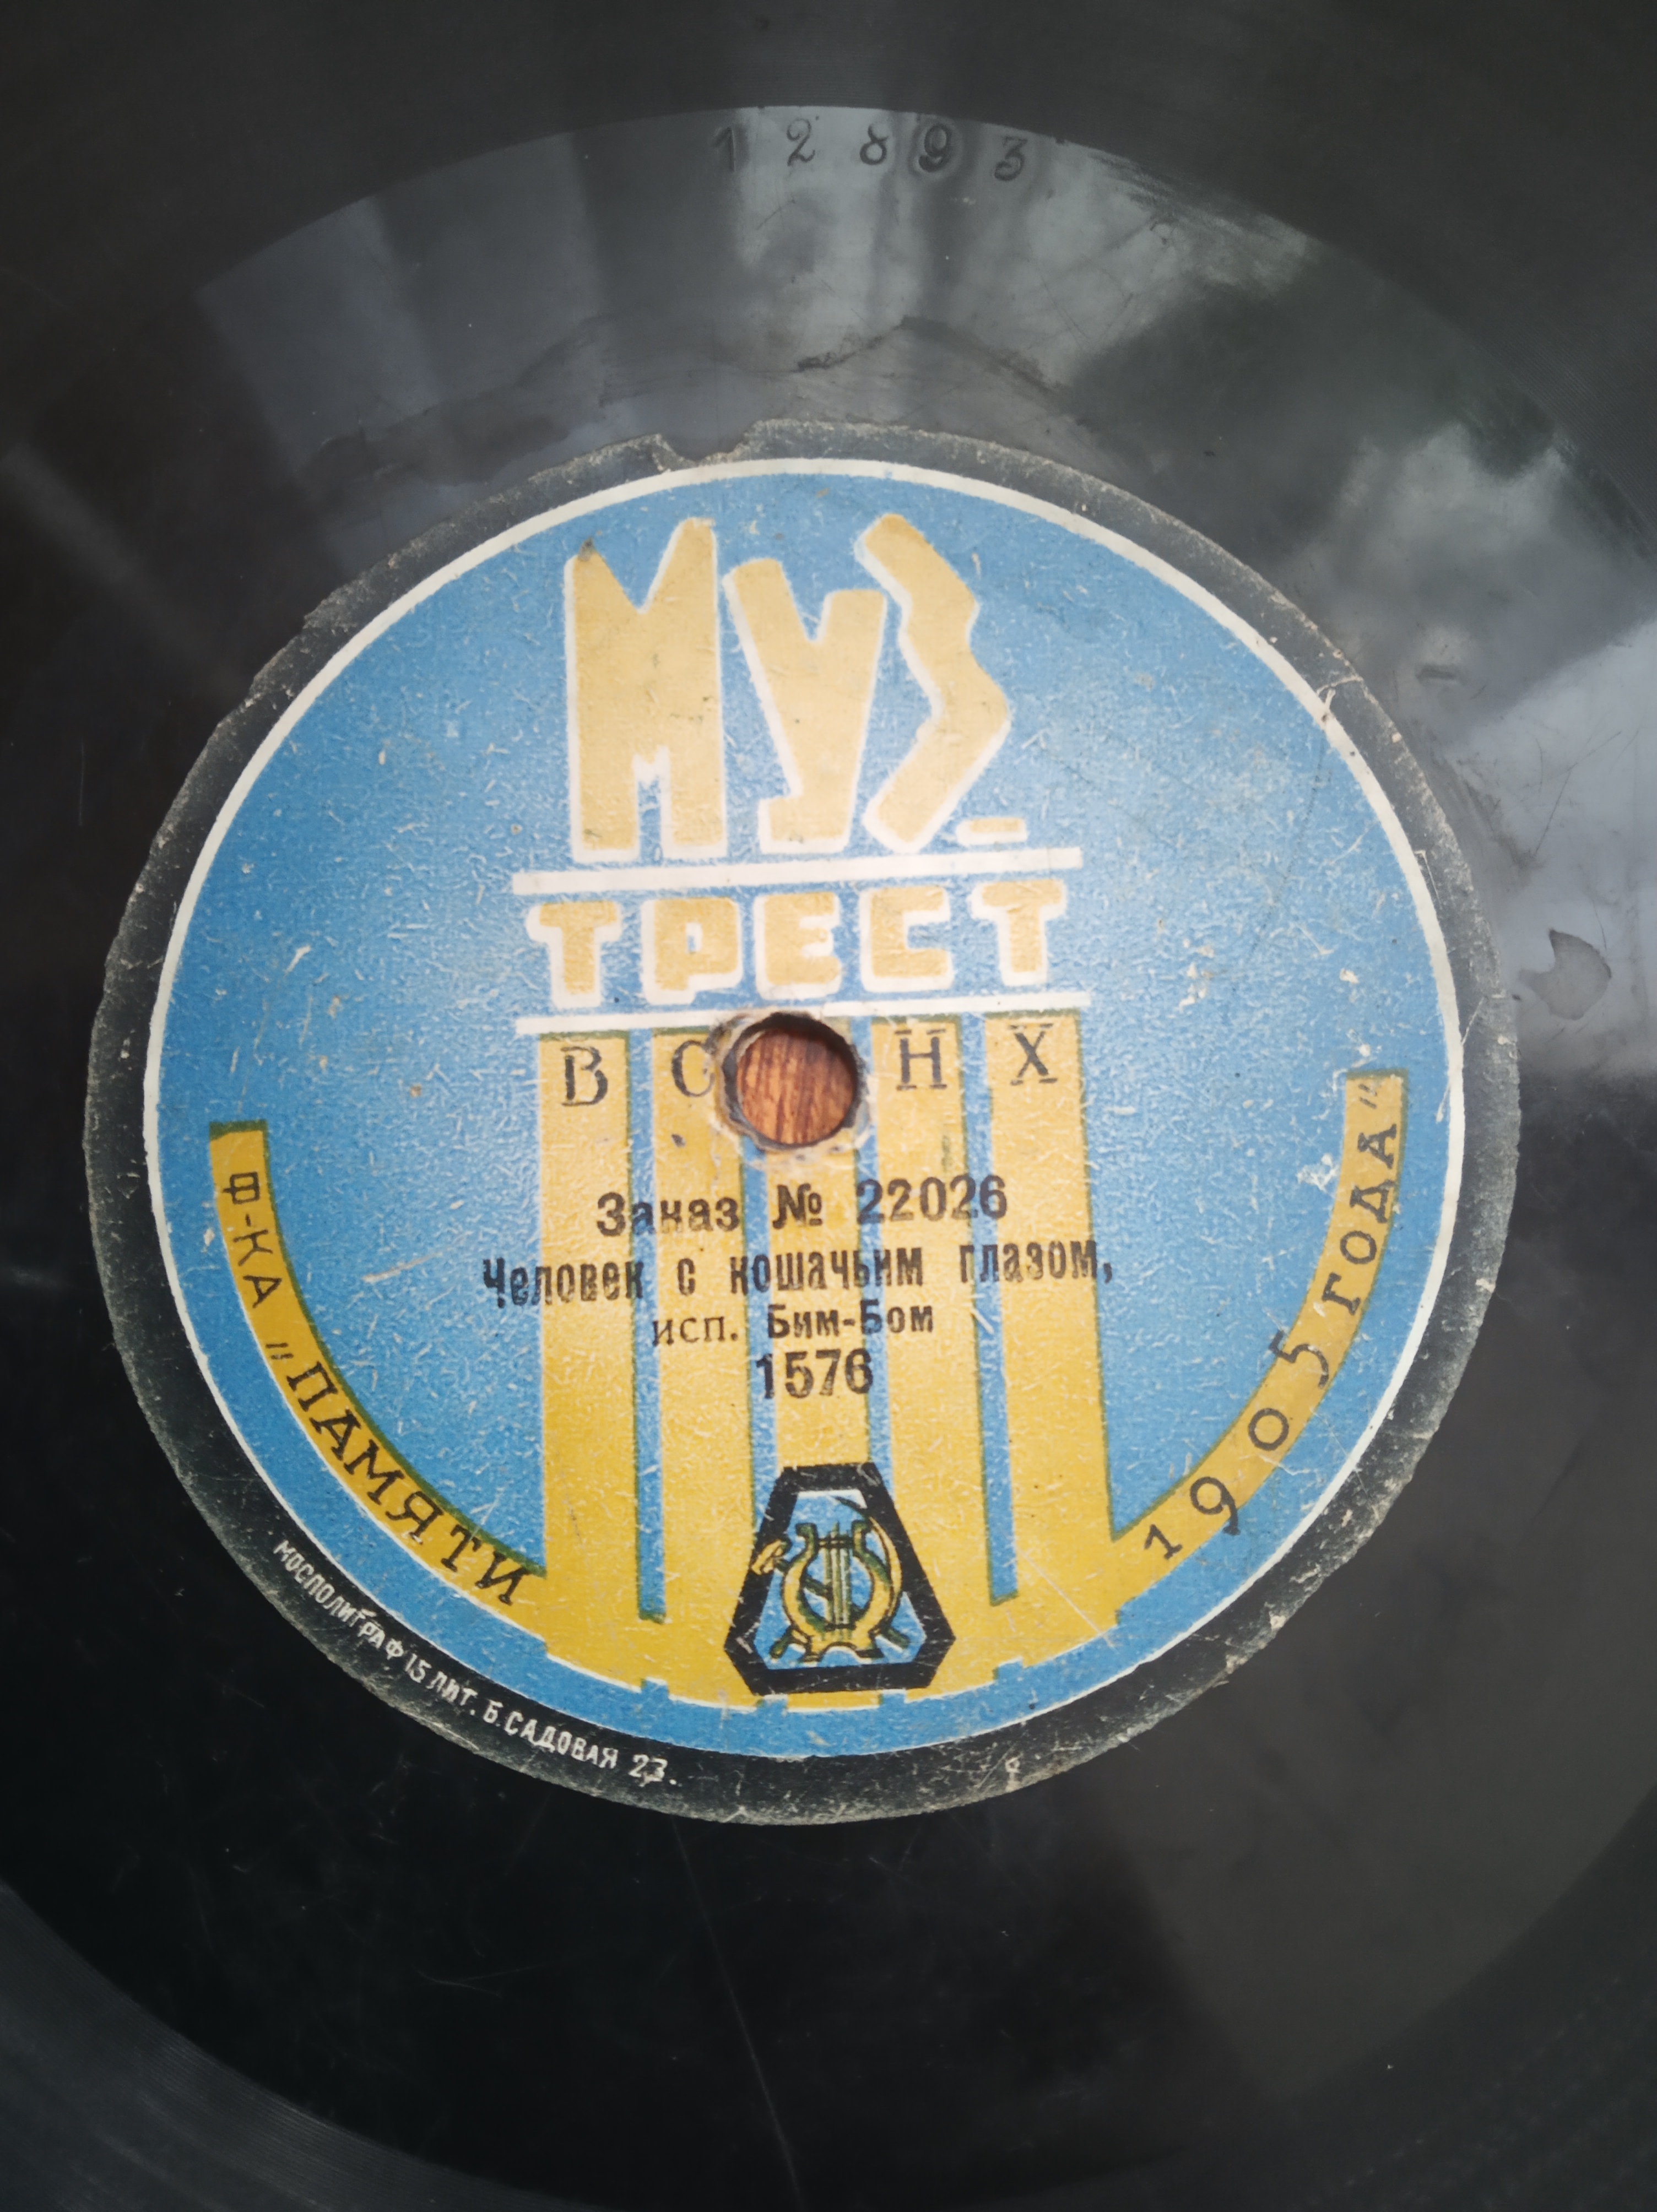 12893
МУЗ-
ТРЕСТ
В С Н Х
Заказ № 22026
Человек с кошачьим глазом,
исп. Бим-Бом
1576
Ф-КА „ПАМЯТИ 1905 ГОДА"
МОСПОЛИГРАФ 15 ЛИТ. Б. САДОВАЯ 23.